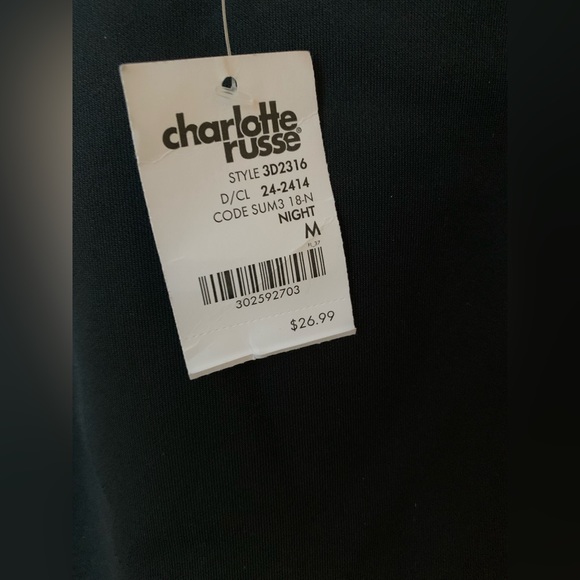 charlotte
russe®
STYLE 3D2316
D/CL 24-2414
CODE SUM3 18-N
NIGHT
M
302592703
$26.99